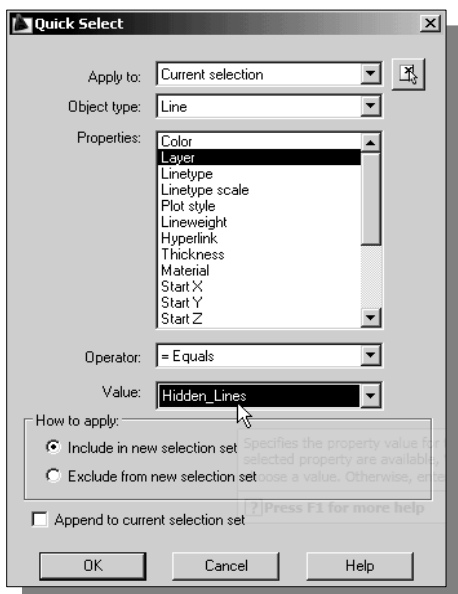 Quick Select
Apply to: Current selection
Object type: Line
Properties: Color
Layer
Linetype
Linetype scale
Plot style
Lineweight
Hyperlink
Thickness
Material
Start X
Start Y
Start Z
Operator: = Equals
Value: Hidden_Lines
How to apply:
Include in new selection set
Exclude from new selection set
Specifies the property value for
selected property are available,
choose a value. Otherwise, ente
Press F1 for more help
Append to current selection set
OK Cancel Help